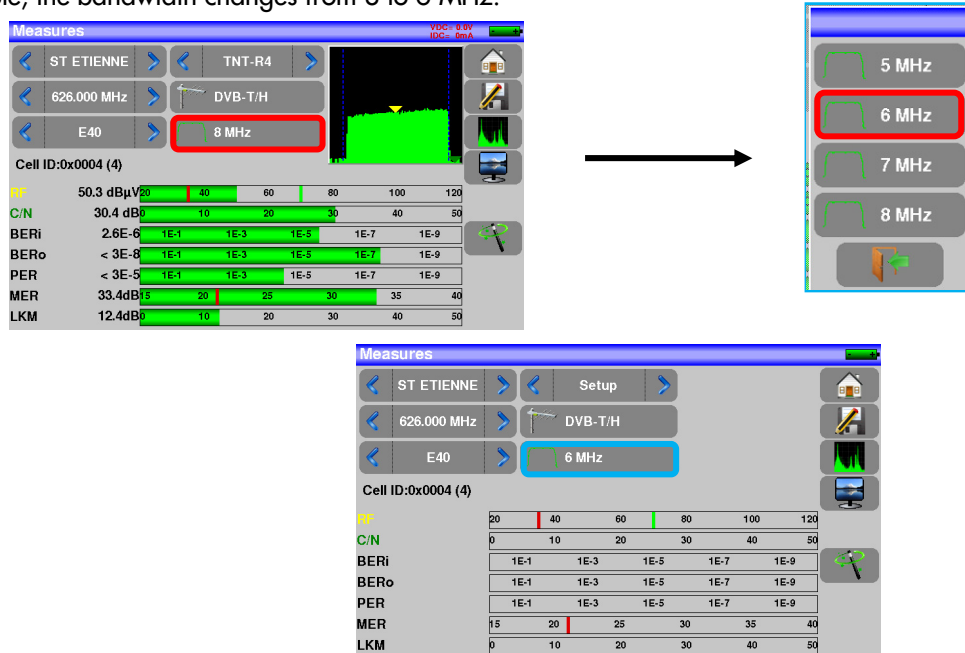 the bandwidth changes from 8 to 6 MHz.
Measures
VDC= 0.0V
IDC= 0mA
ST ETIENNE
TNT-R4
626.000 MHz
DVB-T/H
E40
8 MHz
Cell ID:0x0004 (4)
RF 50.3 dBµV 20 40 60 80 100 120
C/N 30.4 dB 0 10 20 30 40 50
BERi 2.6E-6 1E-1 1E-3 1E-5 1E-7 1E-9
BERo < 3E-8 1E-1 1E-3 1E-5 1E-7 1E-9
PER < 3E-5 1E-1 1E-3 1E-5 1E-7 1E-9
MER 33.4dB 15 20 25 30 35 40
LKM 12.4dB 0 10 20 30 40 50
5 MHz
6 MHz
7 MHz
8 MHz
Measures
ST ETIENNE
Setup
626.000 MHz
DVB-T/H
E40
6 MHz
Cell ID:0x0004 (4)
RF 20 40 60 80 100 120
C/N 0 10 20 30 40 50
BERi 1E-1 1E-3 1E-5 1E-7 1E-9
BERo 1E-1 1E-3 1E-5 1E-7 1E-9
PER 1E-1 1E-3 1E-5 1E-7 1E-9
MER 15 20 25 30 35 40
LKM 0 10 20 30 40 50